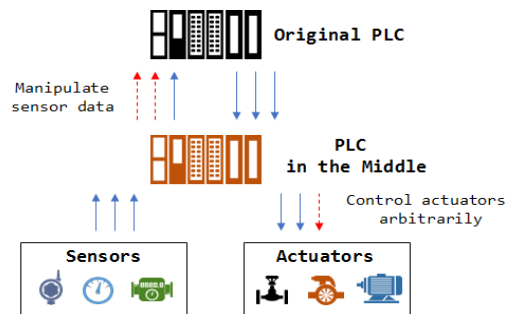 Original PLC
Manipulate
sensor data
PLC
in the Middle
Control actuators
arbitrarily
Sensors
Actuators